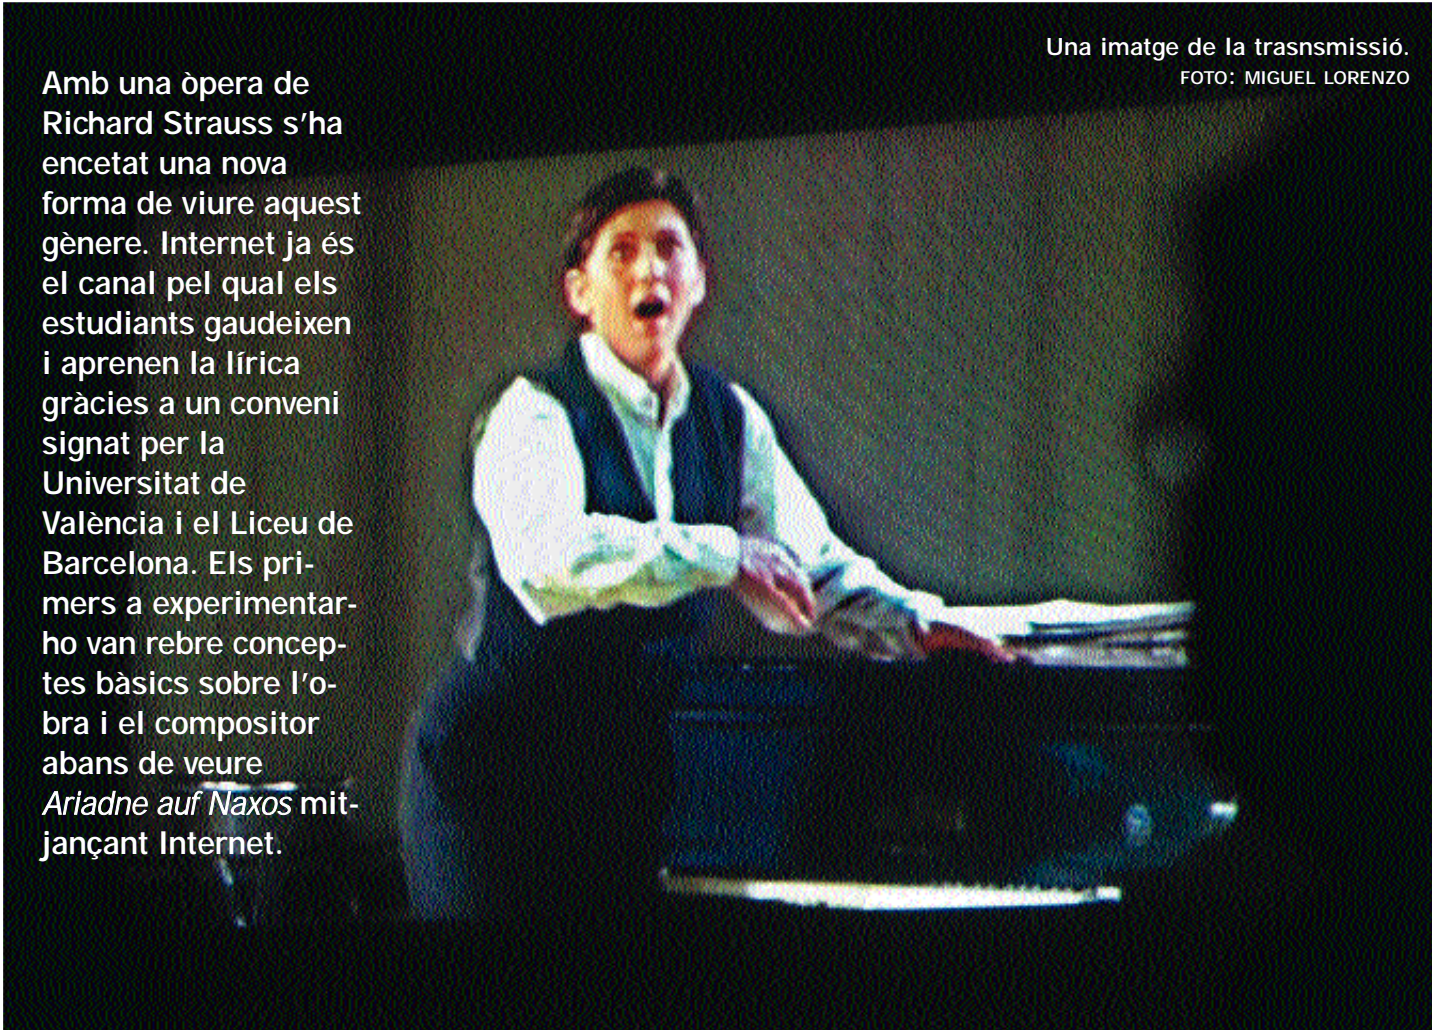 Una imatge de la trasnsmissió.
FOTO: MIGUEL LORENZO
Amb una òpera de
Richard Strauss s'ha
encetat una nova
forma de viure aquest
gènere. Internet ja és
el canal pel qual els
estudiants gaudeixen
i aprenen la lírica
gràcies a un conveni
signat per la
Universitat de
València i el Liceu de
Barcelona. Els pri-
mers a experimentar-
ho van rebre concep-
tes bàsics sobre l'o-
bra i el compositor
abans de veure
Ariadne auf Naxos mit-
jançant Internet.